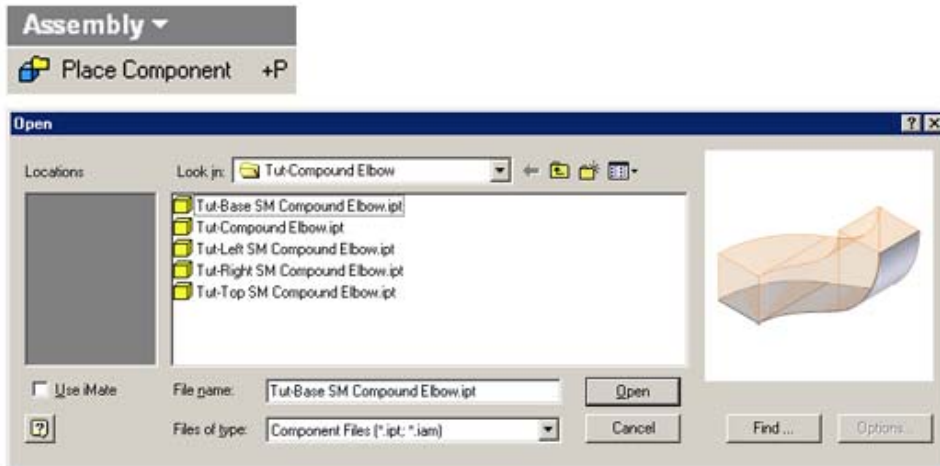 Assembly
Place Component +P
Open
Locations
Look in: Tut-Compound Elbow
Tut-Base SM Compound Elbow.ipt
Tut-Compound Elbow.ipt
Tut-Left SM Compound Elbow.ipt
Tut-Right SM Compound Elbow.ipt
Tut-Top SM Compound Elbow.ipt
Use iMate
File name: Tut-Base SM Compound Elbow.ipt
Open
Files of type: Component Files (*.ipt; *.iam)
Cancel
Find ...
Options...